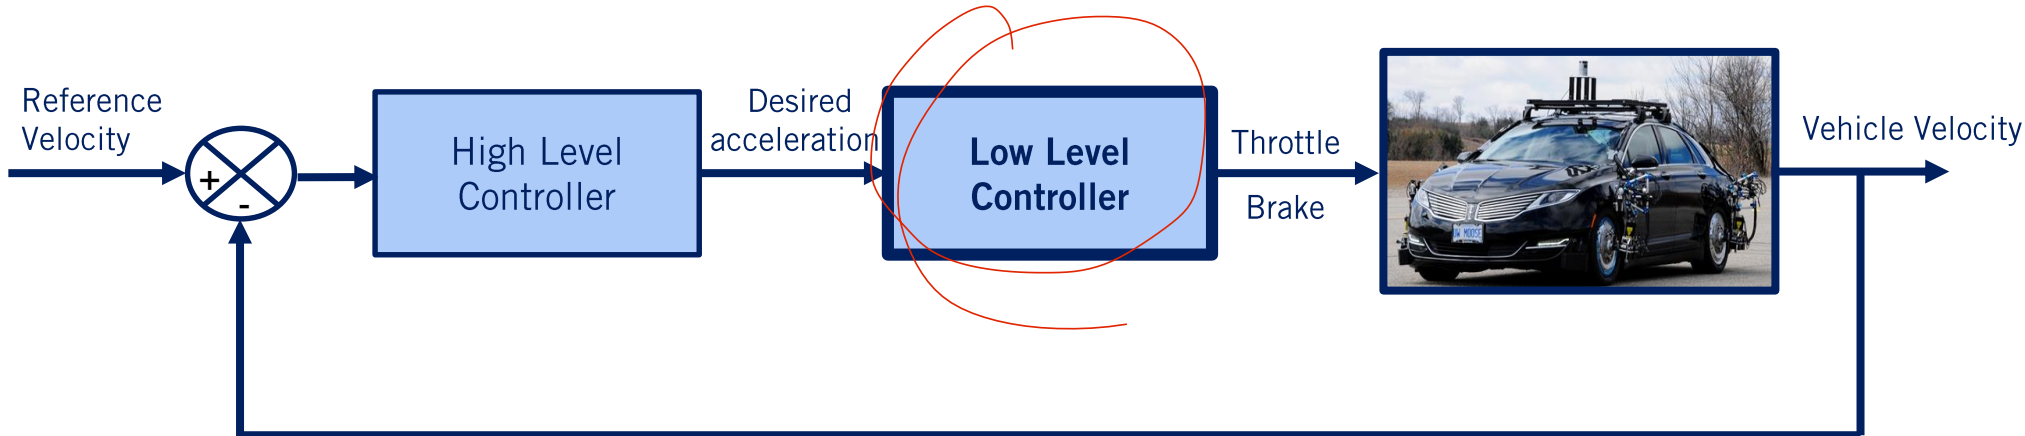 Reference
Velocity
+
-
High Level
Controller
Desired
acceleration
Low Level
Controller
Throttle
Brake
Vehicle Velocity